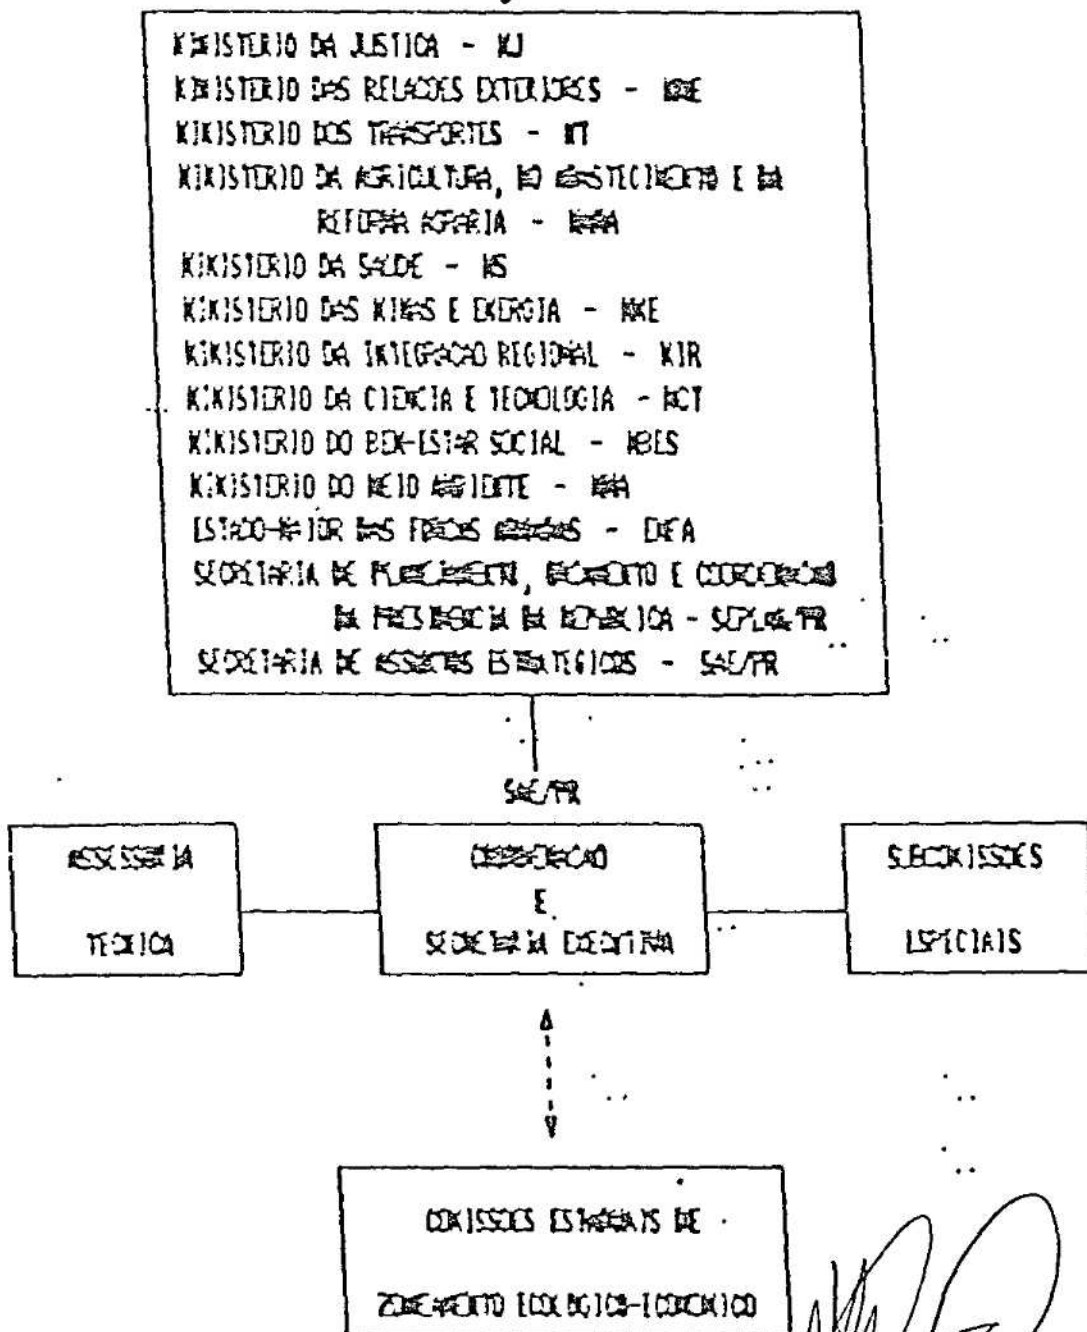 MINISTERIO DA JUSTICA - MJ
MINISTERIO DAS RELACOES EXTERIORES - MRE
MINISTERIO DOS TRANSPORTES - MT
MINISTERIO DA AGRICULTURA, DO ABASTECIMENTO E DA
REFORMA AGRARIA - MAARA
MINISTERIO DA SAUDE - MS
MINISTERIO DAS MINAS E ENERGIA - MME
MINISTERIO DA INTEGRACAO REGIONAL - MIR
MINISTERIO DA CIENCIA E TECNOLOGIA - MCT
MINISTERIO DO BEM-ESTAR SOCIAL - MBES
MINISTERIO DO MEIO AMBIENTE - MMA
ESTADO-MAIOR DAS FORCAS ARMADAS - EMFA
SECRETARIA DE PLANEJAMENTO, ORCAMENTO E COORDENACAO
DA PRESIDENCIA DA REPUBLICA - SEPLAN/PR
SECRETARIA DE ASSUNTOS ESTRATEGICOS - SAE/PR
SAE/PR
ASSESSORIA
TECNICA
COORDENACAO
E
SECRETARIA EXECUTIVA
SUBCOMISSOES
ESPECIAIS
COMISSOES ESTADUAIS DE
ZONEAMENTO ECOLOGICO-ECONOMICO